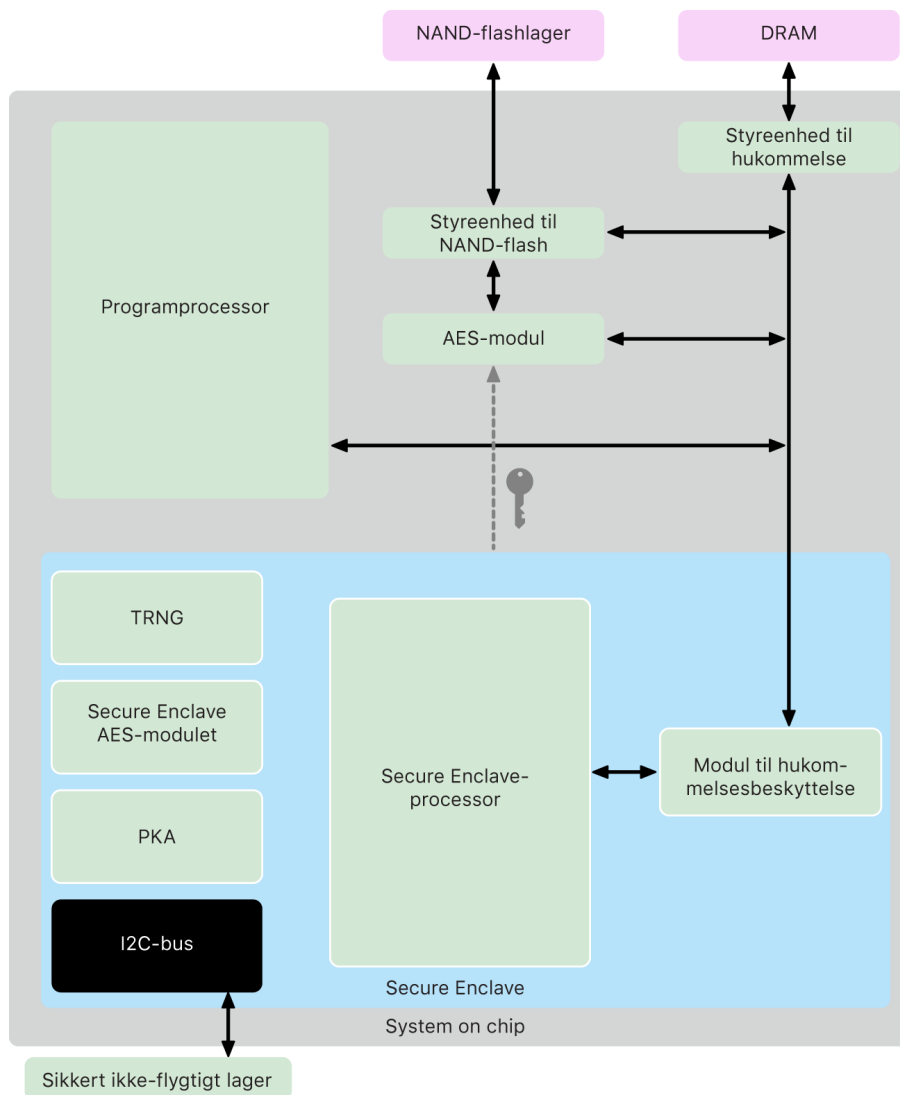 NAND-flashlager
DRAM
Styreenhed til
hukommelse
Styreenhed til
NAND-flash
Programprocessor
AES-modul
TRNG
Secure Enclave
AES-modulet
Secure Enclave-
processor
Modul til hukom-
melsesbeskyttelse
PKA
I2C-bus
Secure Enclave
System on chip
Sikkert ikke-flygtigt lager